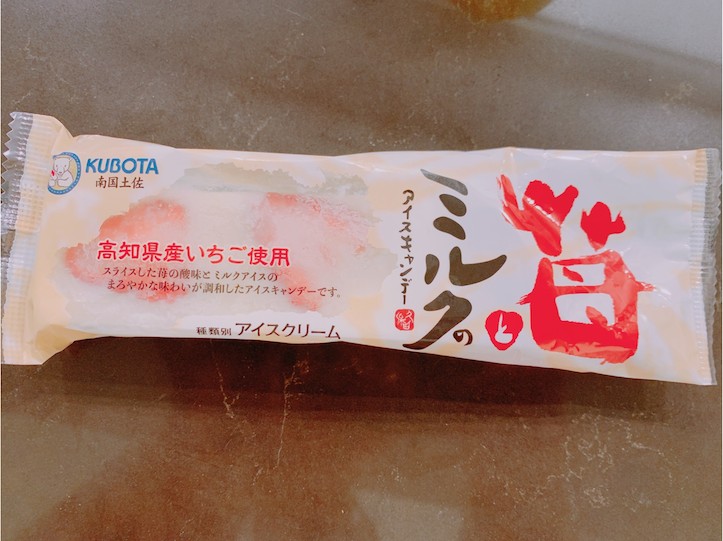 KUBOTA
南国土佐
高知県産いちご使用
スライスした苺の酸味とミルクアイスの
まろやかな味わいが調和したアイスキャンデーです。
種類別 アイスクリーム
苺と
ミルクの
アイスキャンデー